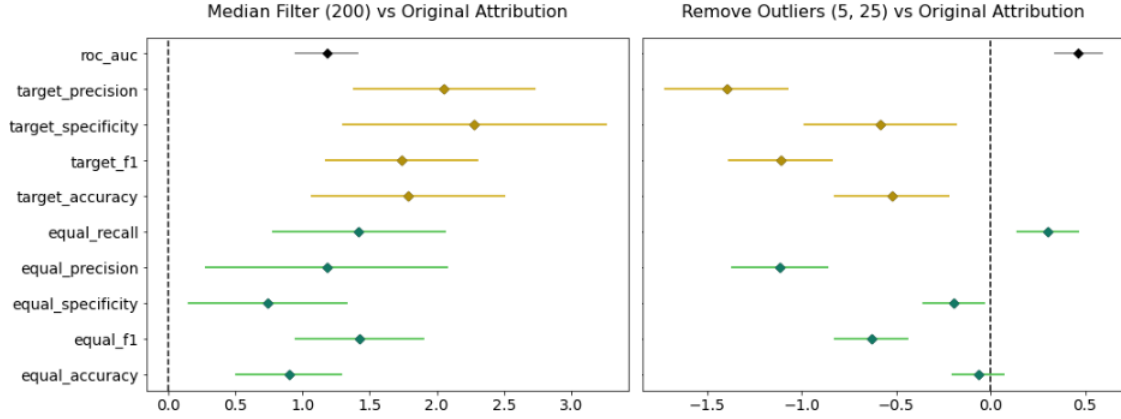 Median Filter (200) vs Original Attribution
Remove Outliers (5, 25) vs Original Attribution
roc_auc
target_precision
target_specificity
target_f1
target_accuracy
equal_recall
equal_precision
equal_specificity
equal_f1
equal_accuracy
0.0 0.5 1.0 1.5 2.0 2.5 3.0
−1.5 −1.0 −0.5 0.0 0.5